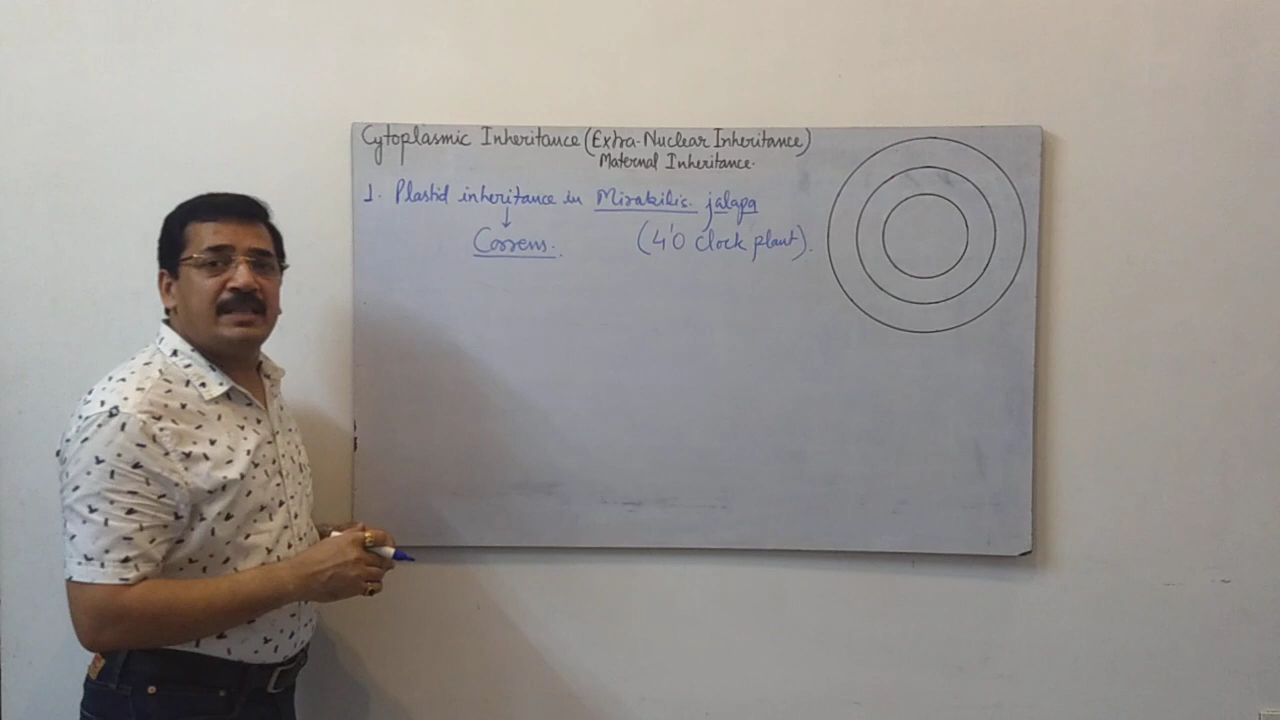 Cytoplasmic Inheritance (Extra-Nuclear Inheritance)
Maternal Inheritance.
1. Plastid inheritance in Mirabilis. jalapa
↓
Correns. (4'O Clock plant).